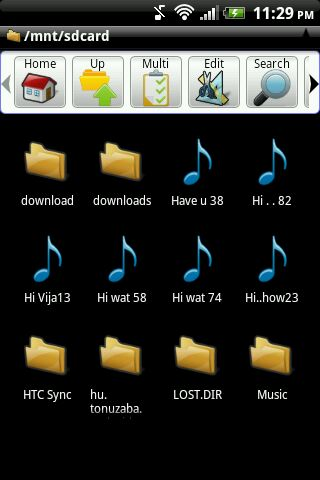 11:29 PM
/mnt/sdcard
Home Up Multi Edit Search
download downloads Have u 38 Hi . . 82
Hi Vija13 Hi wat 58 Hi wat 74 Hi..how23
HTC Sync hu. LOST.DIR Music
tonuzaba.